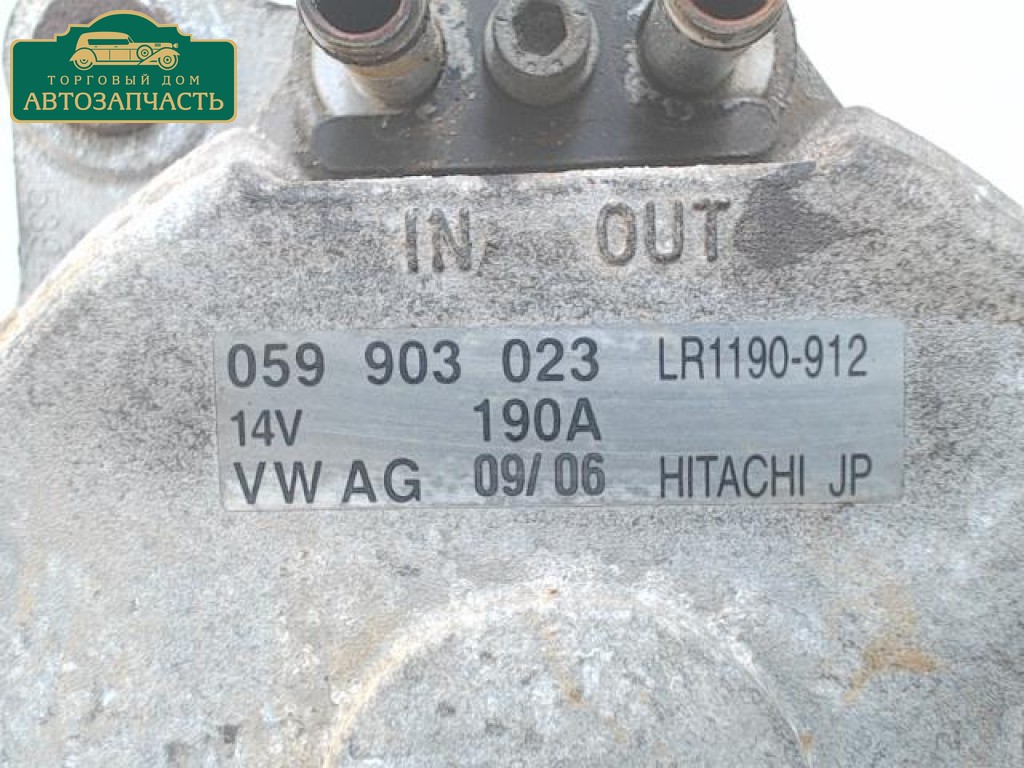 ТОРГОВЫЙ ДОМ
АВТОЗАПЧАСТЬ
IN OUT
059 903 023 LR1190-912
14V 190A
VW AG 09/06 HITACHI JP